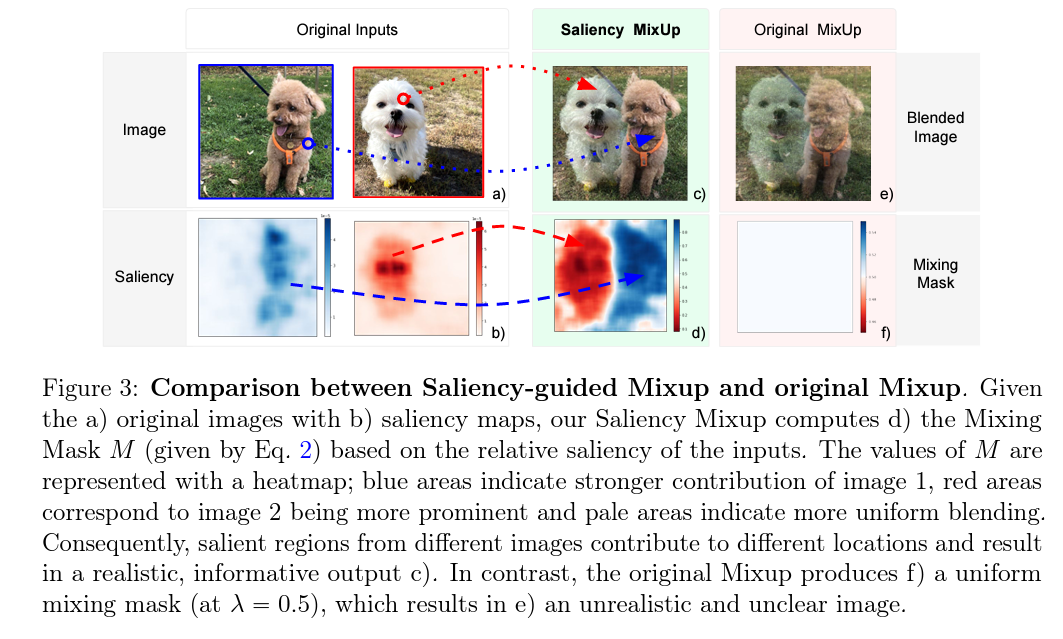 Original Inputs
Saliency MixUp
Original MixUp
Image
a)
c)
e)
Blended
Image
Saliency
b)
d)
f)
Mixing
Mask
Figure 3: Comparison between Saliency-guided Mixup and original Mixup. Given
the a) original images with b) saliency maps, our Saliency Mixup computes d) the Mixing
Mask M (given by Eq. 2) based on the relative saliency of the inputs. The values of M are
represented with a heatmap; blue areas indicate stronger contribution of image 1, red areas
correspond to image 2 being more prominent and pale areas indicate more uniform blending.
Consequently, salient regions from different images contribute to different locations and result
in a realistic, informative output c). In contrast, the original Mixup produces f) a uniform
mixing mask (at λ = 0.5), which results in e) an unrealistic and unclear image.